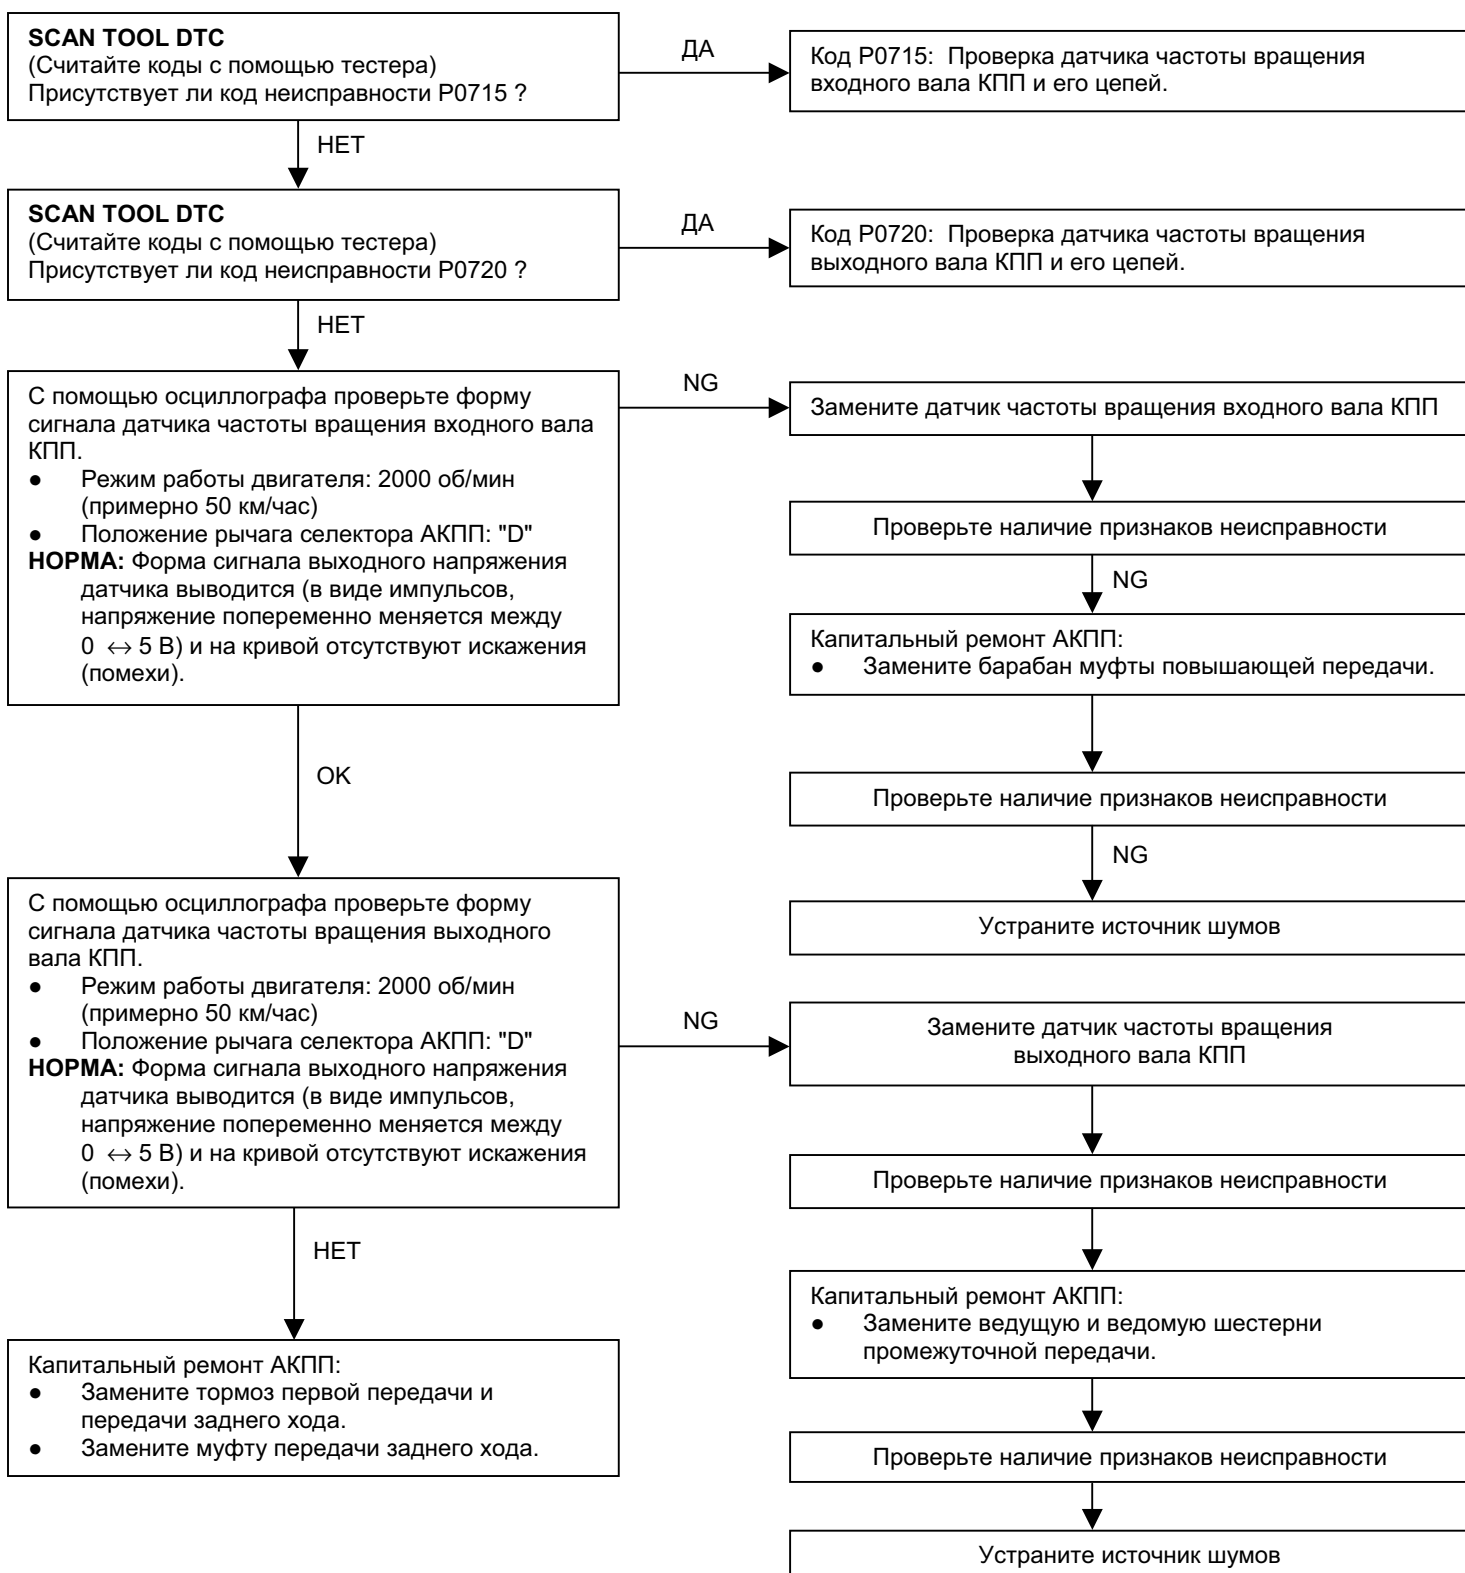 SCAN TOOL DTC
(Считайте коды с помощью тестера)
Присутствует ли код неисправности P0715 ?
ДА
Код P0715: Проверка датчика частоты вращения
входного вала КПП и его цепей.
НЕТ
SCAN TOOL DTC
(Считайте коды с помощью тестера)
Присутствует ли код неисправности P0720 ?
ДА
Код P0720: Проверка датчика частоты вращения
выходного вала КПП и его цепей.
НЕТ
С помощью осциллографа проверьте форму
сигнала датчика частоты вращения входного вала
КПП.
● Режим работы двигателя: 2000 об/мин
(примерно 50 км/час)
● Положение рычага селектора АКПП: "D"
НОРМА: Форма сигнала выходного напряжения
датчика выводится (в виде импульсов,
напряжение попеременно меняется между
0 ↔ 5 В) и на кривой отсутствуют искажения
(помехи).
NG
Замените датчик частоты вращения входного вала КПП
Проверьте наличие признаков неисправности
NG
Капитальный ремонт АКПП:
● Замените барабан муфты повышающей передачи.
Проверьте наличие признаков неисправности
NG
Устраните источник шумов
OK
С помощью осциллографа проверьте форму
сигнала датчика частоты вращения выходного
вала КПП.
● Режим работы двигателя: 2000 об/мин
(примерно 50 км/час)
● Положение рычага селектора АКПП: "D"
НОРМА: Форма сигнала выходного напряжения
датчика выводится (в виде импульсов,
напряжение попеременно меняется между
0 ↔ 5 В) и на кривой отсутствуют искажения
(помехи).
NG
Замените датчик частоты вращения
выходного вала КПП
Проверьте наличие признаков неисправности
Капитальный ремонт АКПП:
● Замените ведущую и ведомую шестерни
промежуточной передачи.
Проверьте наличие признаков неисправности
Устраните источник шумов
НЕТ
Капитальный ремонт АКПП:
● Замените тормоз первой передачи и
передачи заднего хода.
● Замените муфту передачи заднего хода.